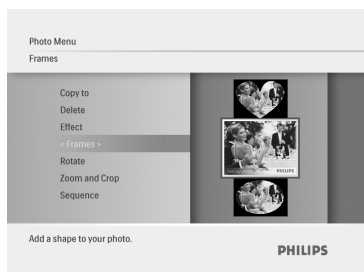 Photo Menu
Frames
Copy to
Delete
Effect
< Frames >
Rotate
Zoom and Crop
Sequence
PHILIPS
Add a shape to your photo.
PHILIPS